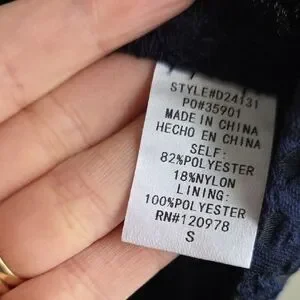 STYLE#D24131
PO#35901
MADE IN CHINA
HECHO EN CHINA
SELF:
82%POLYESTER
18%NYLON
LINING:
100%POLYESTER
RN#120978
S